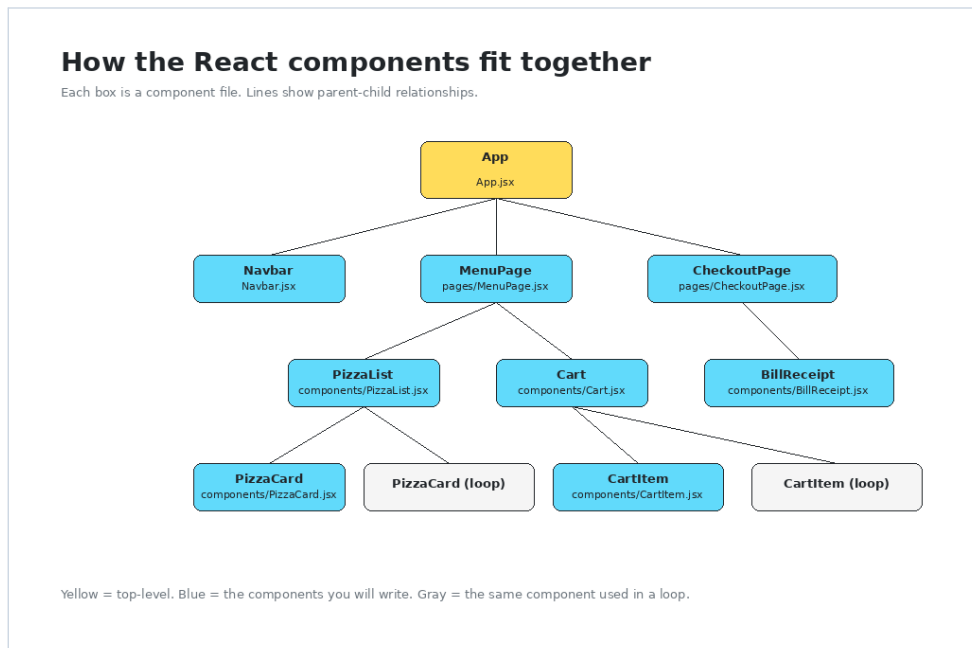 How the React components fit together
Each box is a component file. Lines show parent-child relationships.
App
App.jsx
Navbar
Navbar.jsx
MenuPage
pages/MenuPage.jsx
CheckoutPage
pages/CheckoutPage.jsx
PizzaList
components/PizzaList.jsx
Cart
components/Cart.jsx
BillReceipt
components/BillReceipt.jsx
PizzaCard
components/PizzaCard.jsx
PizzaCard (loop)
CartItem
components/CartItem.jsx
CartItem (loop)
Yellow = top-level. Blue = the components you will write. Gray = the same component used in a loop.